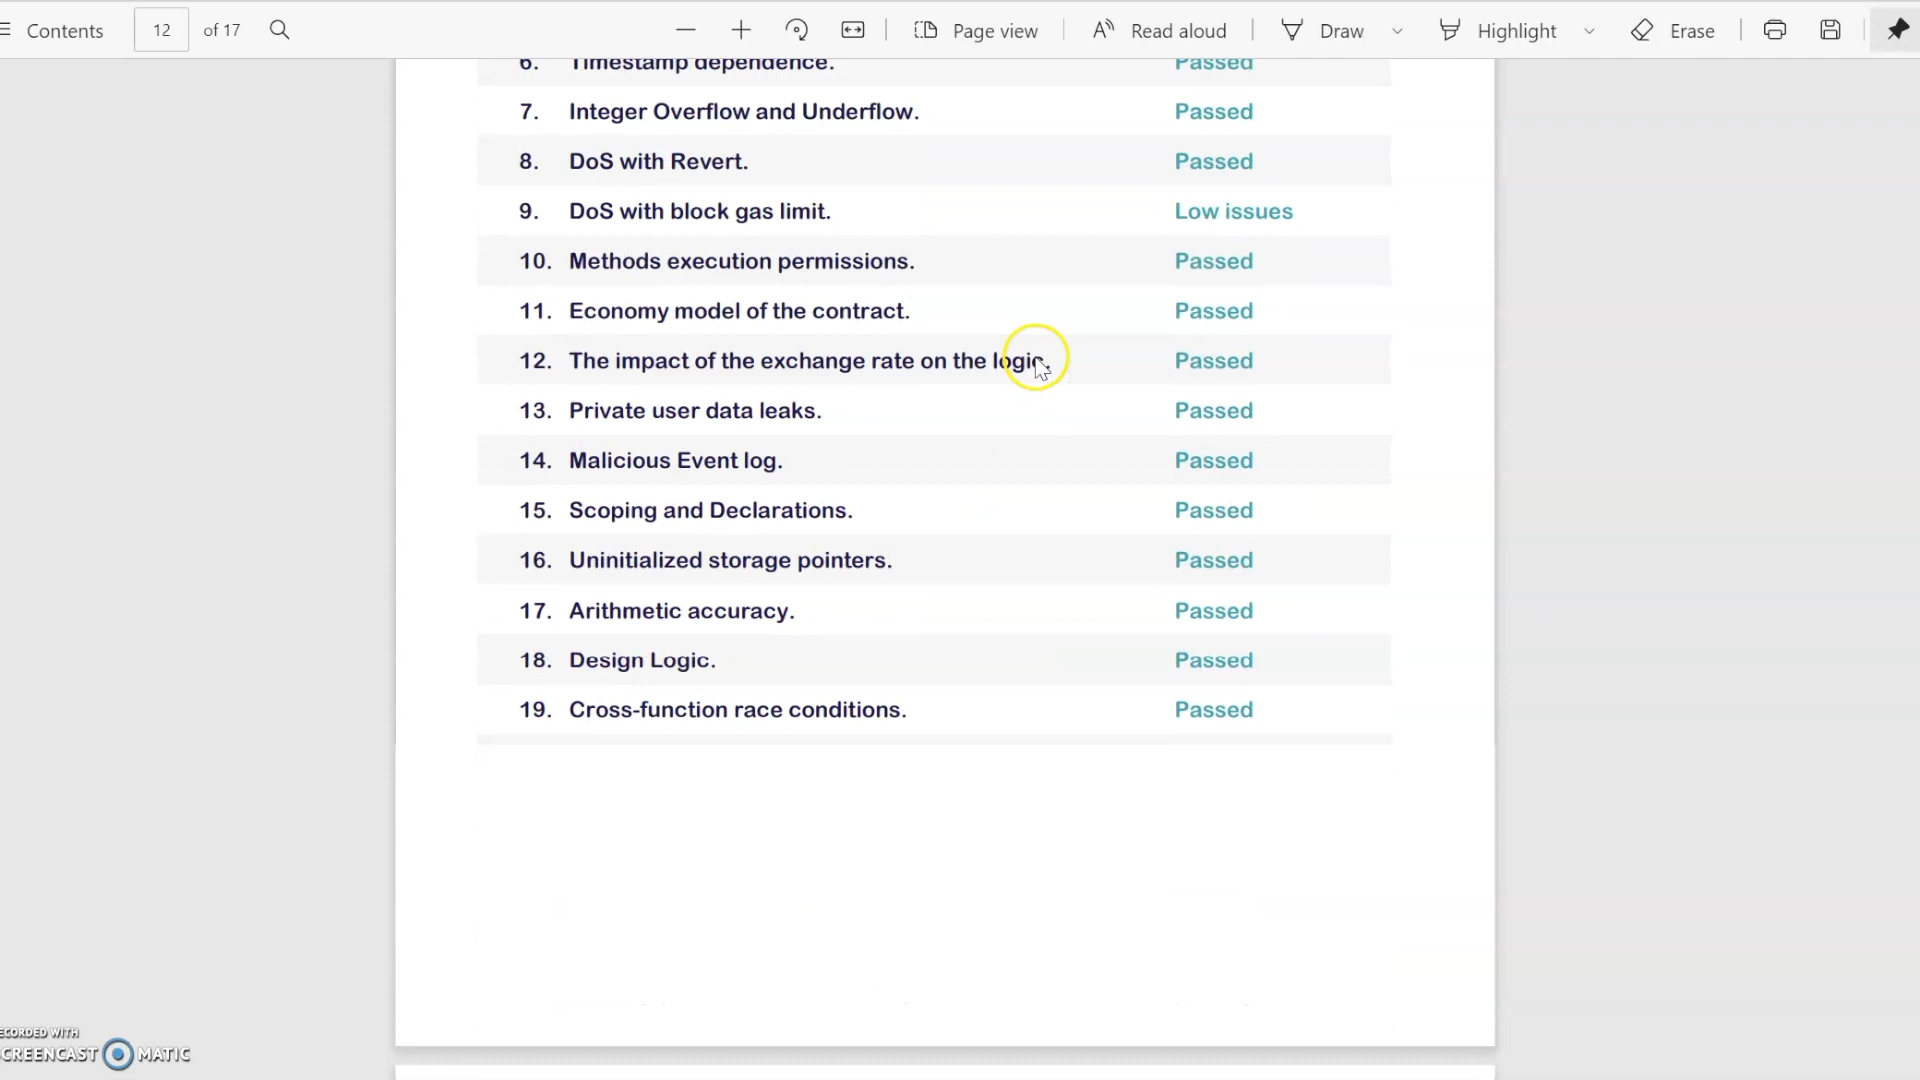 Contents 12 of 17 Page view Read aloud Draw Highlight Erase
6. Timestamp dependence. Passed
7. Integer Overflow and Underflow. Passed
8. DoS with Revert. Passed
9. DoS with block gas limit. Low issues
10. Methods execution permissions. Passed
11. Economy model of the contract. Passed
12. The impact of the exchange rate on the logic. Passed
13. Private user data leaks. Passed
14. Malicious Event log. Passed
15. Scoping and Declarations. Passed
16. Uninitialized storage pointers. Passed
17. Arithmetic accuracy. Passed
18. Design Logic. Passed
19. Cross-function race conditions. Passed
ECORDED WITH
CREENCAST MATIC